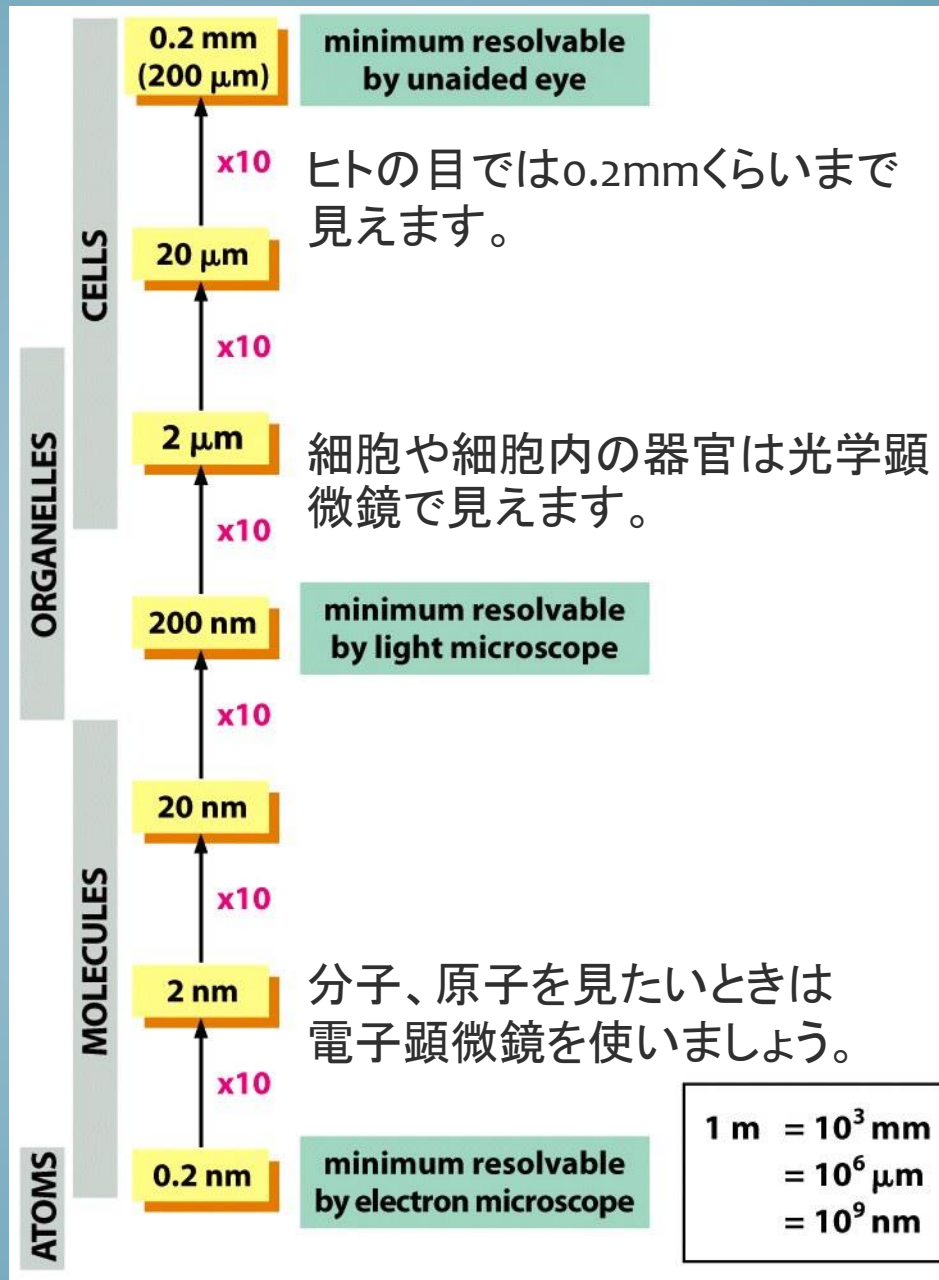 0.2 mm
(200 μm)
minimum resolvable
by unaided eye
x10
ヒトの目では0.2mmくらいまで
見えます。
CELLS
20 μm
x10
ORGANELLES
2 μm
細胞や細胞内の器官は光学顕
微鏡で見えます。
x10
200 nm
minimum resolvable
by light microscope
x10
20 nm
MOLECULES
x10
2 nm
分子、原子を見たいときは
電子顕微鏡を使いましょう。
x10
ATOMS
0.2 nm
minimum resolvable
by electron microscope
1 m = 10³ mm
= 10⁶ μm
= 10⁹ nm